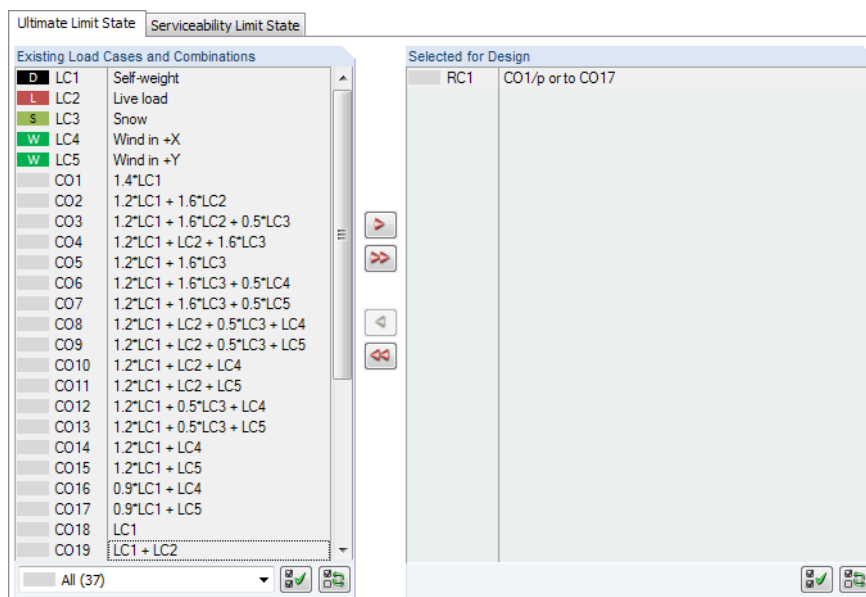 Ultimate Limit State Serviceability Limit State
Existing Load Cases and Combinations
D LC1 Self-weight
L LC2 Live load
S LC3 Snow
W LC4 Wind in +X
W LC5 Wind in +Y
CO1 1.4*LC1
CO2 1.2*LC1 + 1.6*LC2
CO3 1.2*LC1 + 1.6*LC2 + 0.5*LC3
CO4 1.2*LC1 + LC2 + 1.6*LC3
CO5 1.2*LC1 + 1.6*LC3
CO6 1.2*LC1 + 1.6*LC3 + 0.5*LC4
CO7 1.2*LC1 + 1.6*LC3 + 0.5*LC5
CO8 1.2*LC1 + LC2 + 0.5*LC3 + LC4
CO9 1.2*LC1 + LC2 + 0.5*LC3 + LC5
CO10 1.2*LC1 + LC2 + LC4
CO11 1.2*LC1 + LC2 + LC5
CO12 1.2*LC1 + 0.5*LC3 + LC4
CO13 1.2*LC1 + 0.5*LC3 + LC5
CO14 1.2*LC1 + LC4
CO15 1.2*LC1 + LC5
CO16 0.9*LC1 + LC4
CO17 0.9*LC1 + LC5
CO18 LC1
CO19 LC1 + LC2
All (37)
Selected for Design
RC1 CO1/p or to CO17